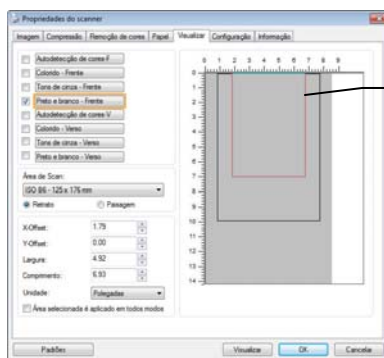 Propriedades do scanner
Imagem Compressão Remoção de cores Papel Visualizar Configuração Informação
Autodetecção de cores-F
Colorido - Frente
Tons de cinza - Frente
Preto e branco - Frente
Autodetecção de cores-V
Colorido - Verso
Tons de cinza - Verso
Preto e branco - Verso
Área de Scan:
ISO B6 - 125 x 176 mm
Retrato Paisagem
X-Offset: 1.79
Y-Offset: 0.00
Largura: 4.92
Comprimento: 6.93
Unidade: Polegadas
Área selecionada é aplicado em todos modos
0 1 2 3 4 5 6 7 8 9
0
1
2
3
4
5
6
7
8
9
10
11
12
13
14
Padrões Visualizar OK Cancelar